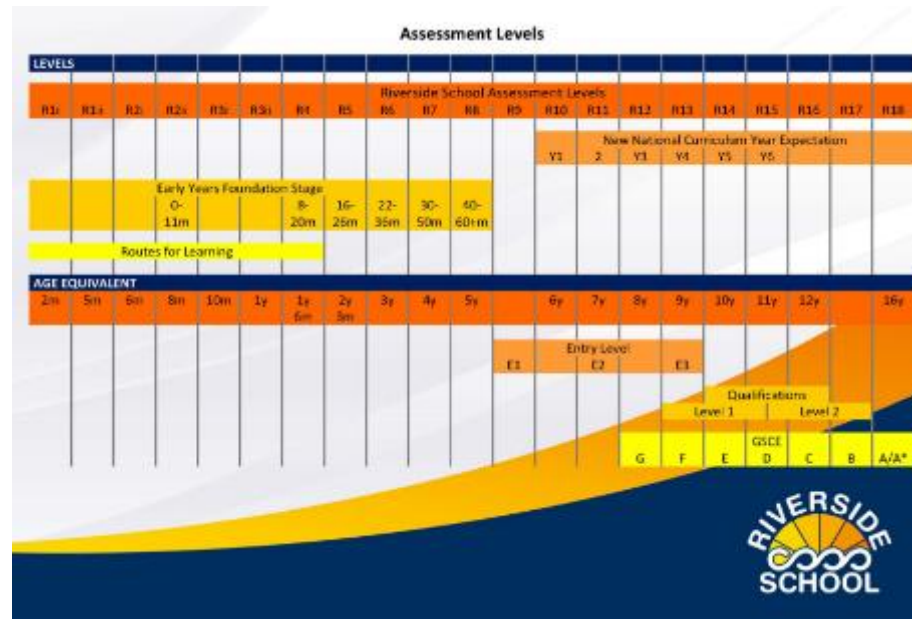 Assessment Levels
LEVELS
Riverside School Assessment Levels
R1i R1ii R2i R2ii R3i R3ii R4 R5 R6 R7 R8 R9 R10 R11 R12 R13 R14 R15 R16 R17 R18
New National Curriculum Year Expectation
Y1 2 Y3 Y4 Y5 Y6
Early Years Foundation Stage
0- 8- 16- 22- 30- 40-
11m 20m 26m 36m 50m 60+m
Routes for Learning
AGE EQUIVALENT
2m 5m 6m 8m 10m 1y 1y 2y 3y 4y 5y 6y 7y 8y 9y 10y 11y 12y 16y
6m 3m
Entry Level
E1 E2 E3
Qualifications
Level 1 Level 2
GSCE
G F E D C B A/A*
RIVERSIDE
SCHOOL